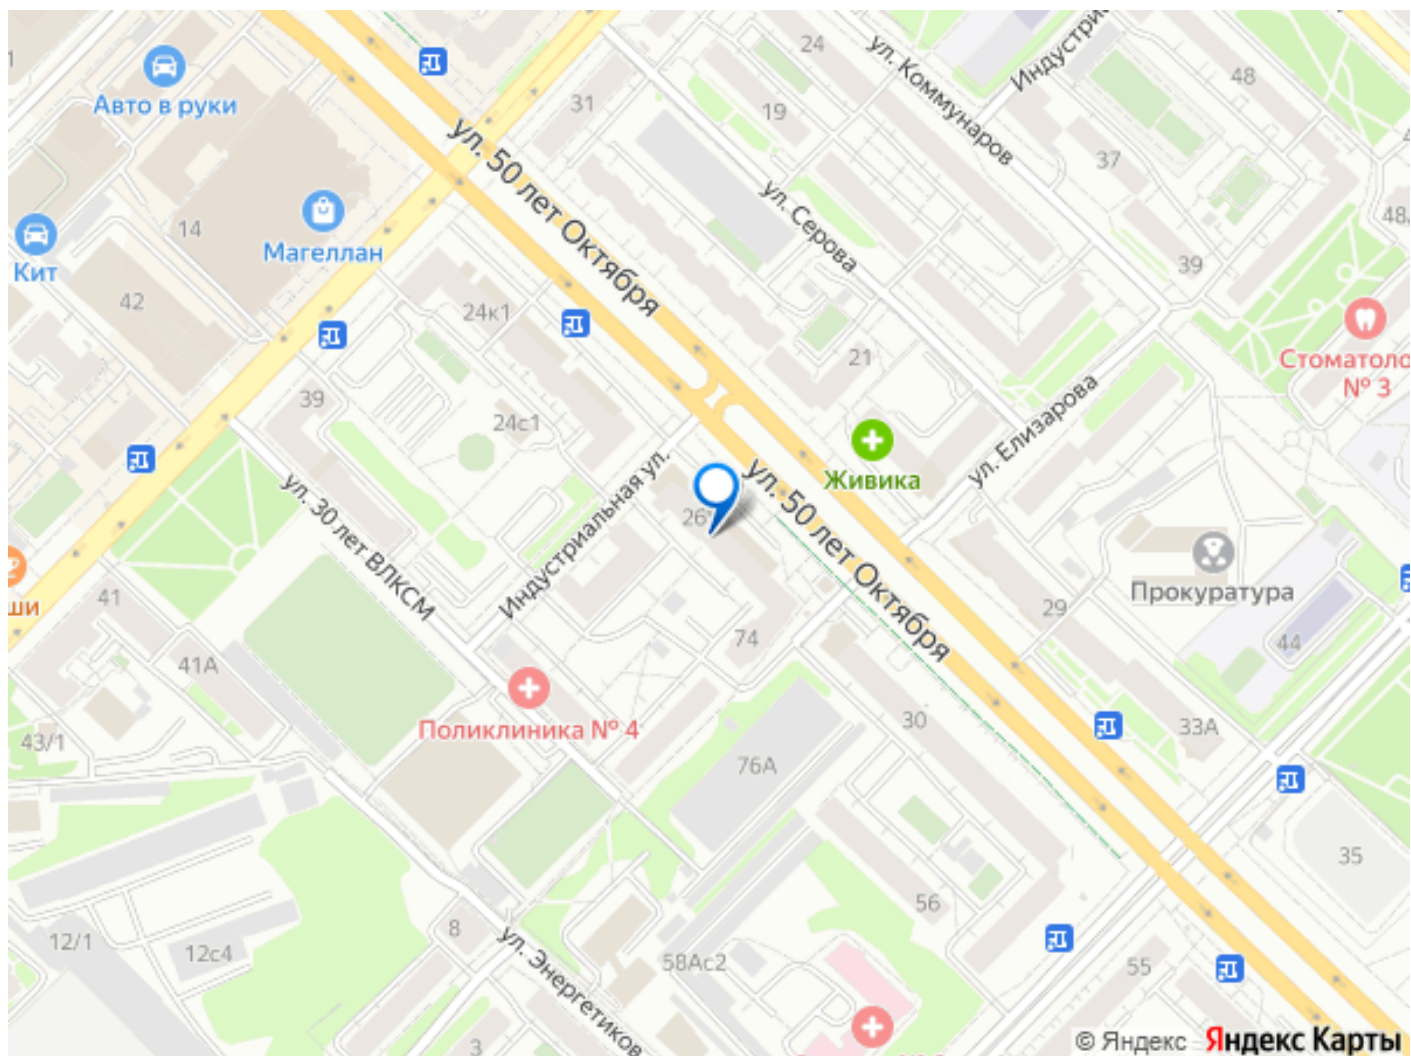 24
ул. Коммунаров
48
Авто в руки
31
19
ул. 50 лет Октября
37
ул. Серова
14
Магеллан
Кит
42
24к1
39
21
Стоматоло
№ 3
39
24с1
ул. Елизарова
Живика
Индустриальная ул.
ул. 50 лет Октября
ул. 30 лет ВЛКСМ
Прокуратура
ши
41
29
44
74
41А
Поликлиника № 4
30
33А
43/1
76А
35
56
8
12/1
12с4
ул. Энергетиков
58Ас2
55
3
© Яндекс Яндекс Карты